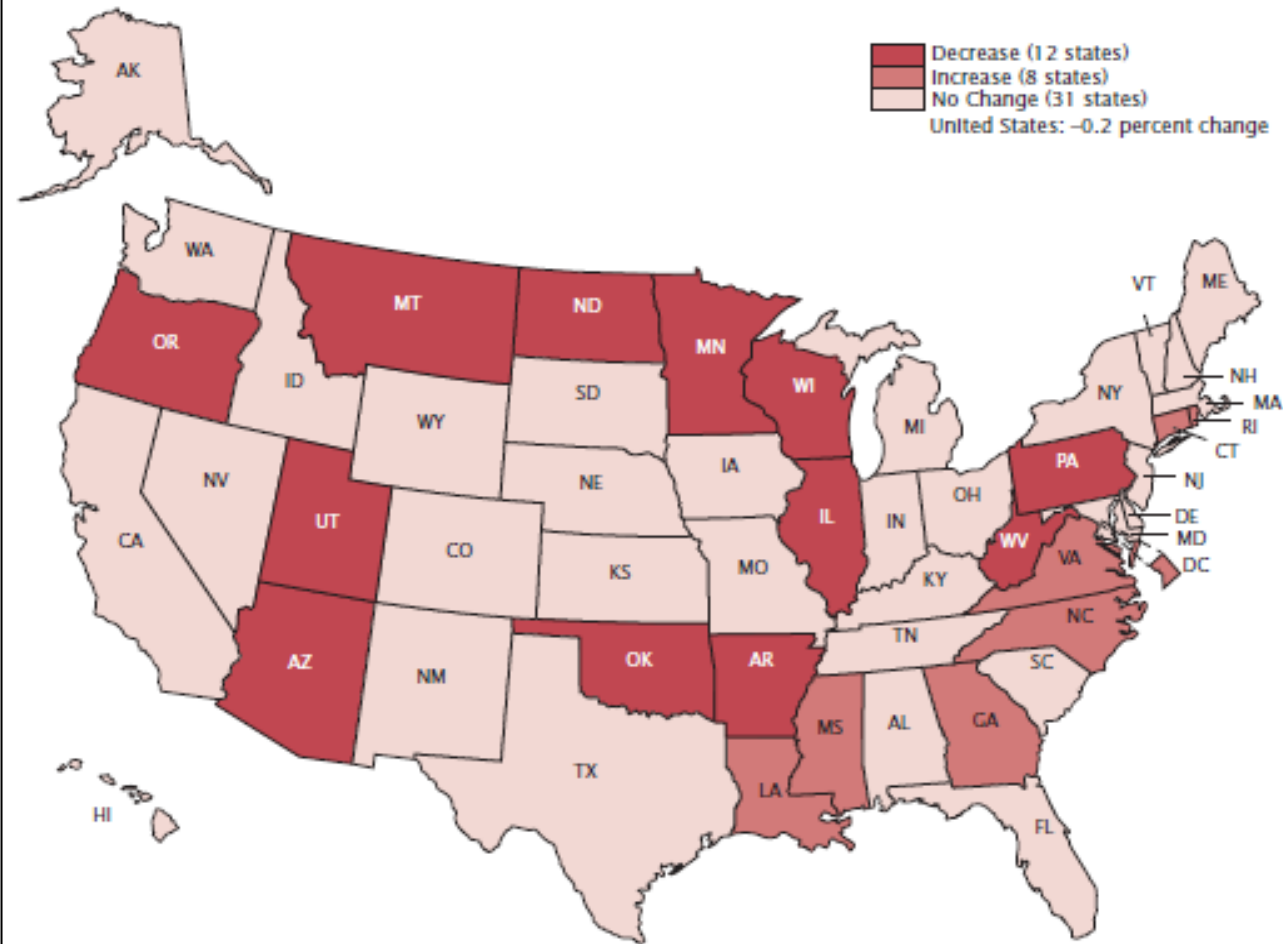 AK
Decrease (12 states)
Increase (8 states)
No Change (31 states)
United States: –0.2 percent change
WA
MT
ND
MN
VT
ME
OR
ID
SD
WI
NY
NH
MA
RI
CT
WY
MI
NV
NE
IA
PA
NJ
CA
UT
CO
IL
IN
OH
DE
MD
DC
KS
MO
WV
VA
KY
AZ
NM
OK
AR
TN
NC
SC
MS
AL
GA
TX
LA
HI
FL